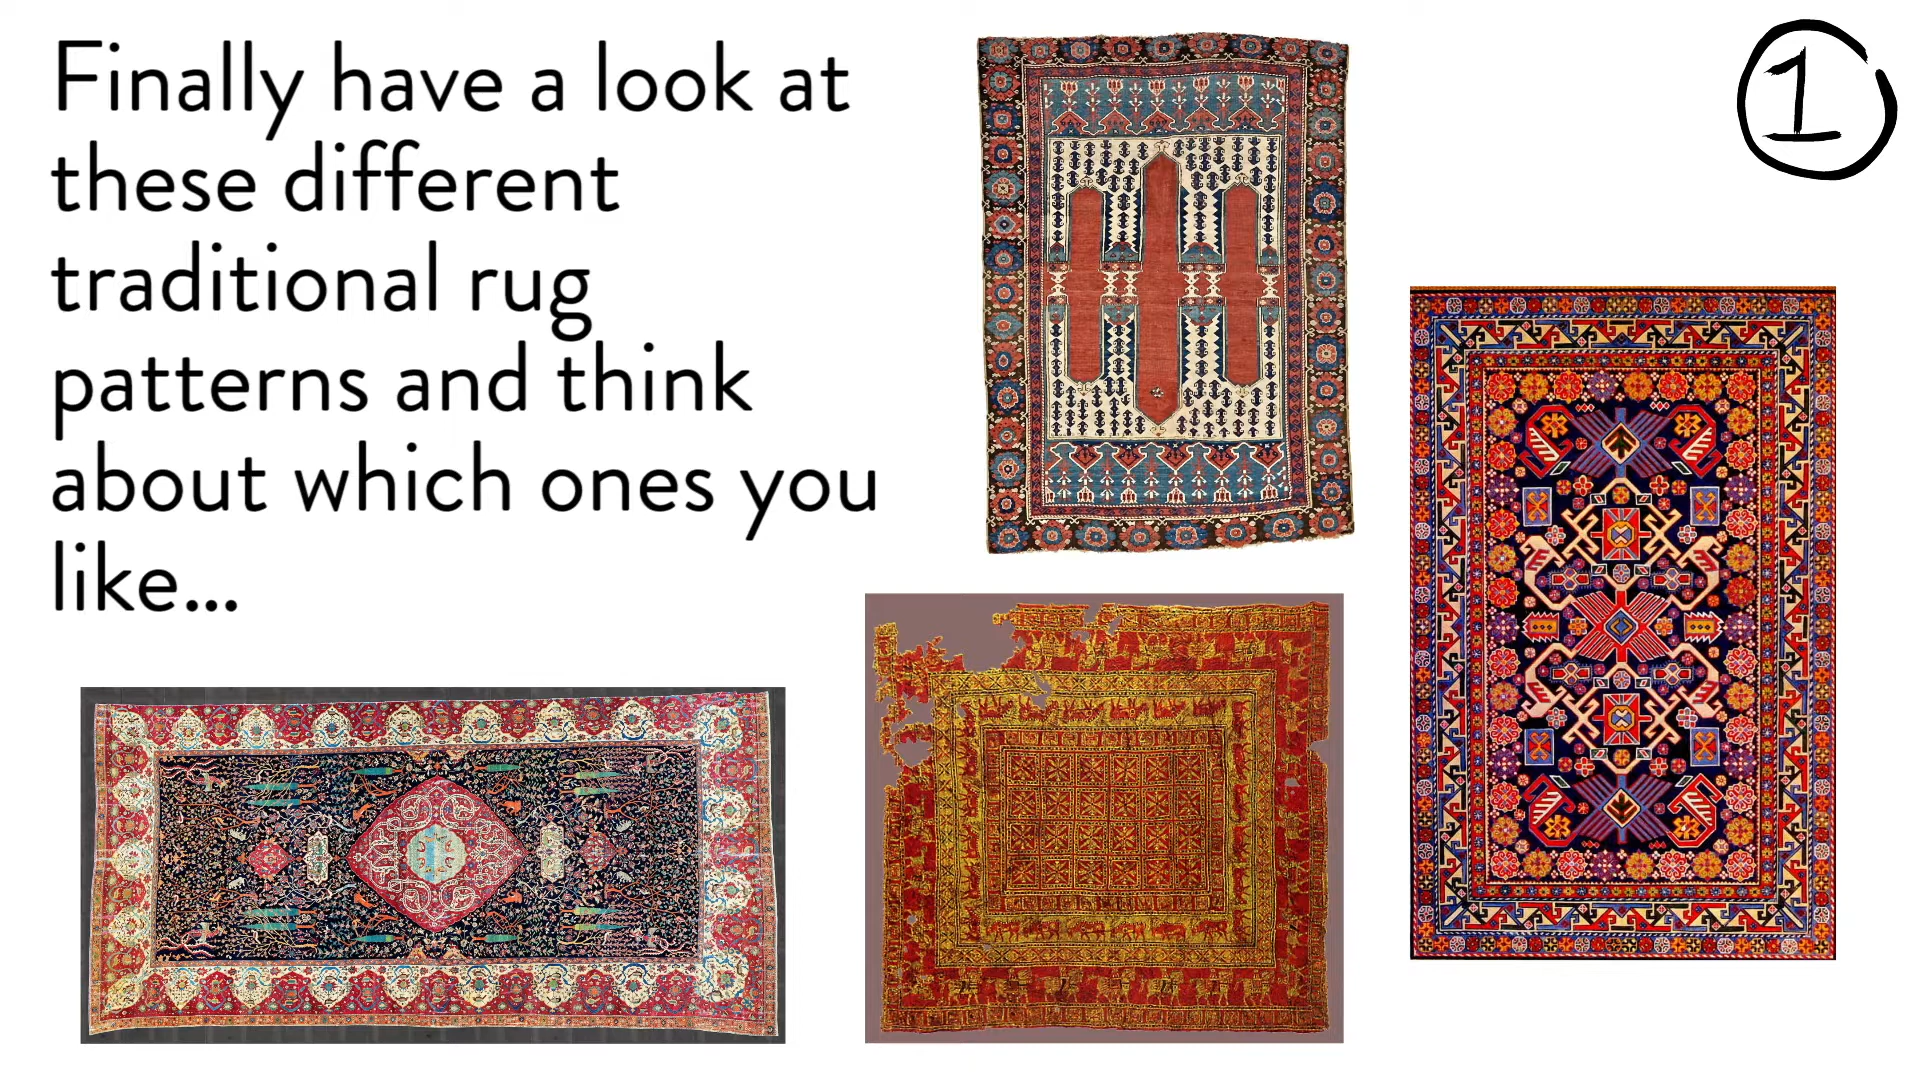 Finally have a look at
these different
traditional rug
patterns and think
about which ones you
like...
1